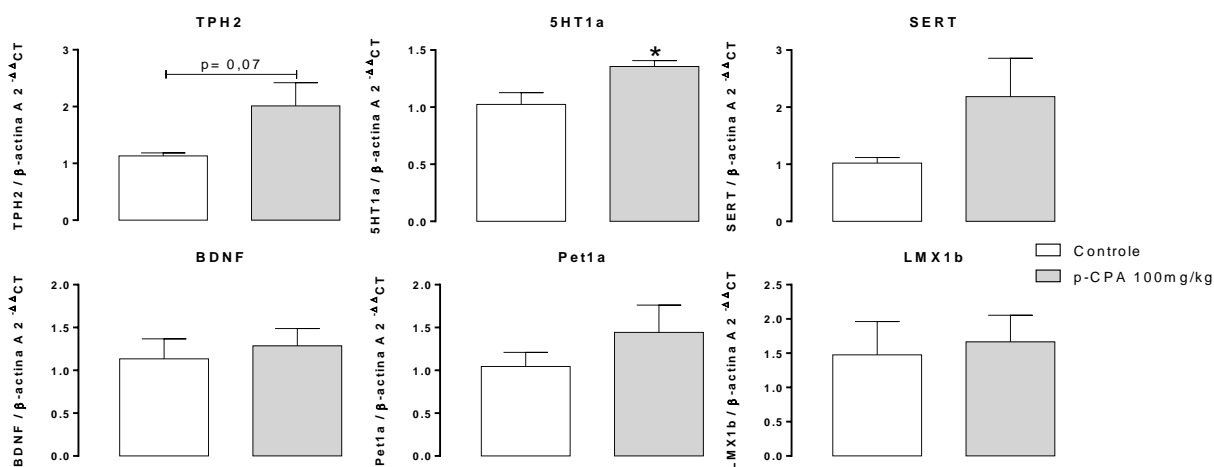 TPH2
TPH2 / β-actina A 2 -ΔΔCT
3
2
1
0
p= 0,07
5HT1a
5HT1a / β-actina A 2 -ΔΔCT
1.5
1.0
0.5
0.0
*
SERT
SERT / β-actina A 2 -ΔΔCT
3
2
1
0
BDNF
BDNF / β-actina A 2 -ΔΔCT
2.0
1.5
1.0
0.5
0.0
Pet1a
Pet1a / β-actina A 2 -ΔΔCT
2.0
1.5
1.0
0.5
0.0
LMX1b
LMX1b / β-actina A 2 -ΔΔCT
2.5
2.0
1.5
1.0
0.5
0.0
Controle
p-CPA 100mg/kg